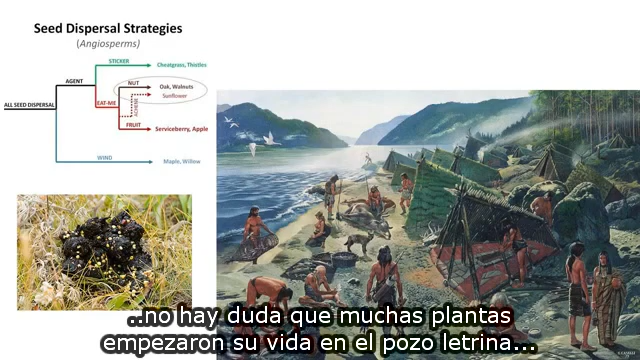 Seed Dispersal Strategies
(Angiosperms)
STICKER
Cheatgrass, Thistles
AGENT
NUT
Oak, Walnuts
Sunflower
EAT-ME
ACHENE
ALL SEED DISPERSAL
FRUIT
Serviceberry, Apple
WIND
Maple, Willow
..no hay duda que muchas plantas
empezaron su vida en el pozo letrina...